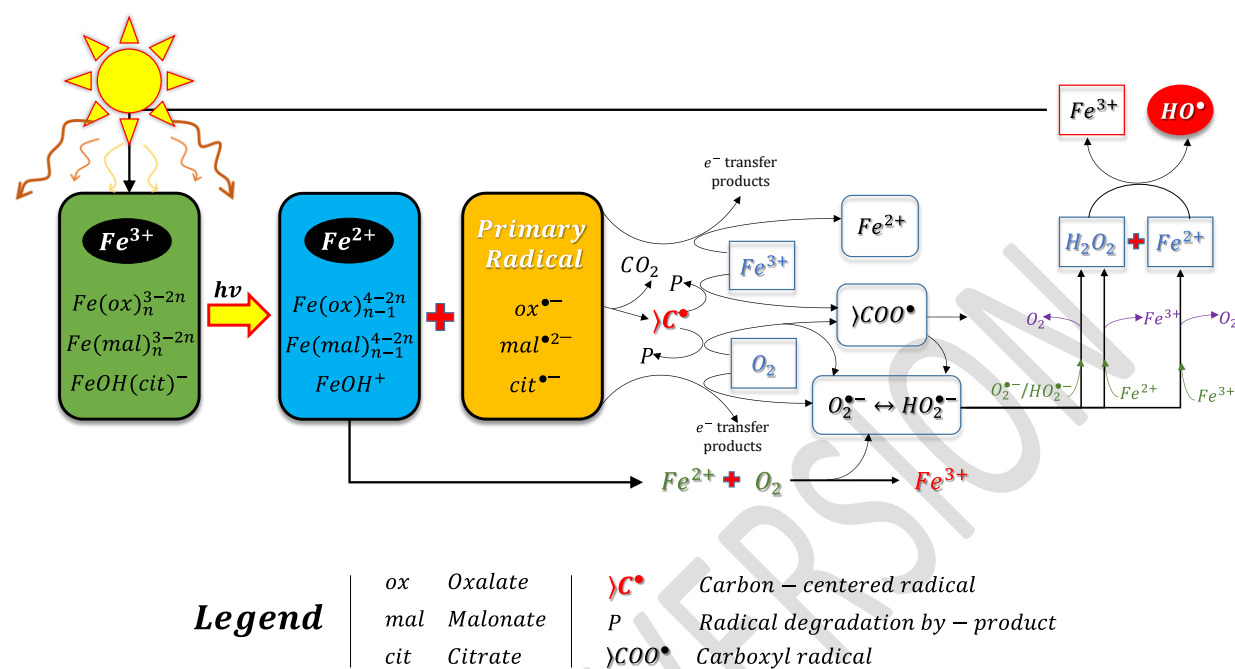 Fe³⁺
HO•
e⁻ transfer
products
Fe³⁺
Fe(ox)ₙ³⁻²ⁿ
Fe(mal)ₙ³⁻²ⁿ
FeOH(cit)⁻
hv
Fe²⁺
Fe(ox)ₙ₋₁⁴⁻²ⁿ
Fe(mal)ₙ₋₁⁴⁻²ⁿ
FeOH⁺
Primary
Radical
ox•⁻
mal•²⁻
cit•⁻
CO₂
P
⟩C•
P
Fe³⁺
O₂
Fe²⁺
⟩COO•
O₂•⁻ ↔ HO₂•⁻
e⁻ transfer
products
H₂O₂ + Fe²⁺
O₂
Fe³⁺
O₂
O₂•⁻/HO₂•⁻
Fe²⁺
Fe³⁺
Fe²⁺ + O₂
Fe³⁺
Legend
ox Oxalate
mal Malonate
cit Citrate
⟩C• Carbon − centered radical
P Radical degradation by − product
⟩COO• Carboxyl radical
VERSION